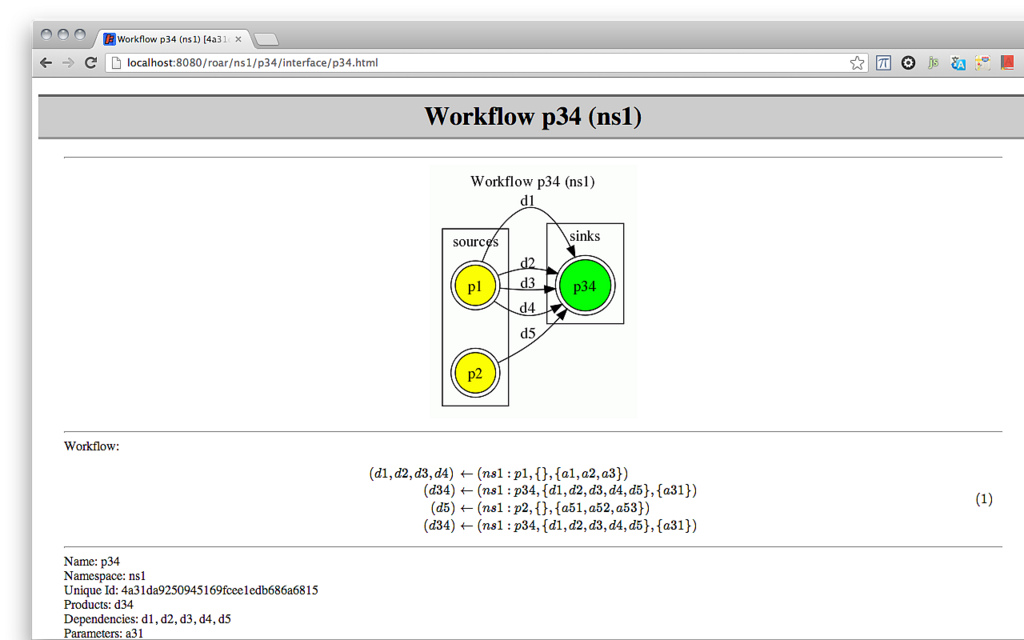 Workflow p34 (ns1) [4a31
localhost:8080/roar/ns1/p34/interface/p34.html
π
js
A
Workflow p34 (ns1)
Workflow p34 (ns1)
d1
sources
sinks
d2
p1
d3
p34
d4
d5
p2
Workflow:
(d1, d2, d3, d4) ← (ns1 : p1, {}, {a1, a2, a3})
(d34) ← (ns1 : p34, {d1, d2, d3, d4, d5}, {a31})
(d5) ← (ns1 : p2, {}, {a51, a52, a53})
(d34) ← (ns1 : p34, {d1, d2, d3, d4, d5}, {a31})
(1)
Name: p34
Namespace: ns1
Unique Id: 4a31da9250945169fcee1edb686a6815
Products: d34
Dependencies: d1, d2, d3, d4, d5
Parameters: a31